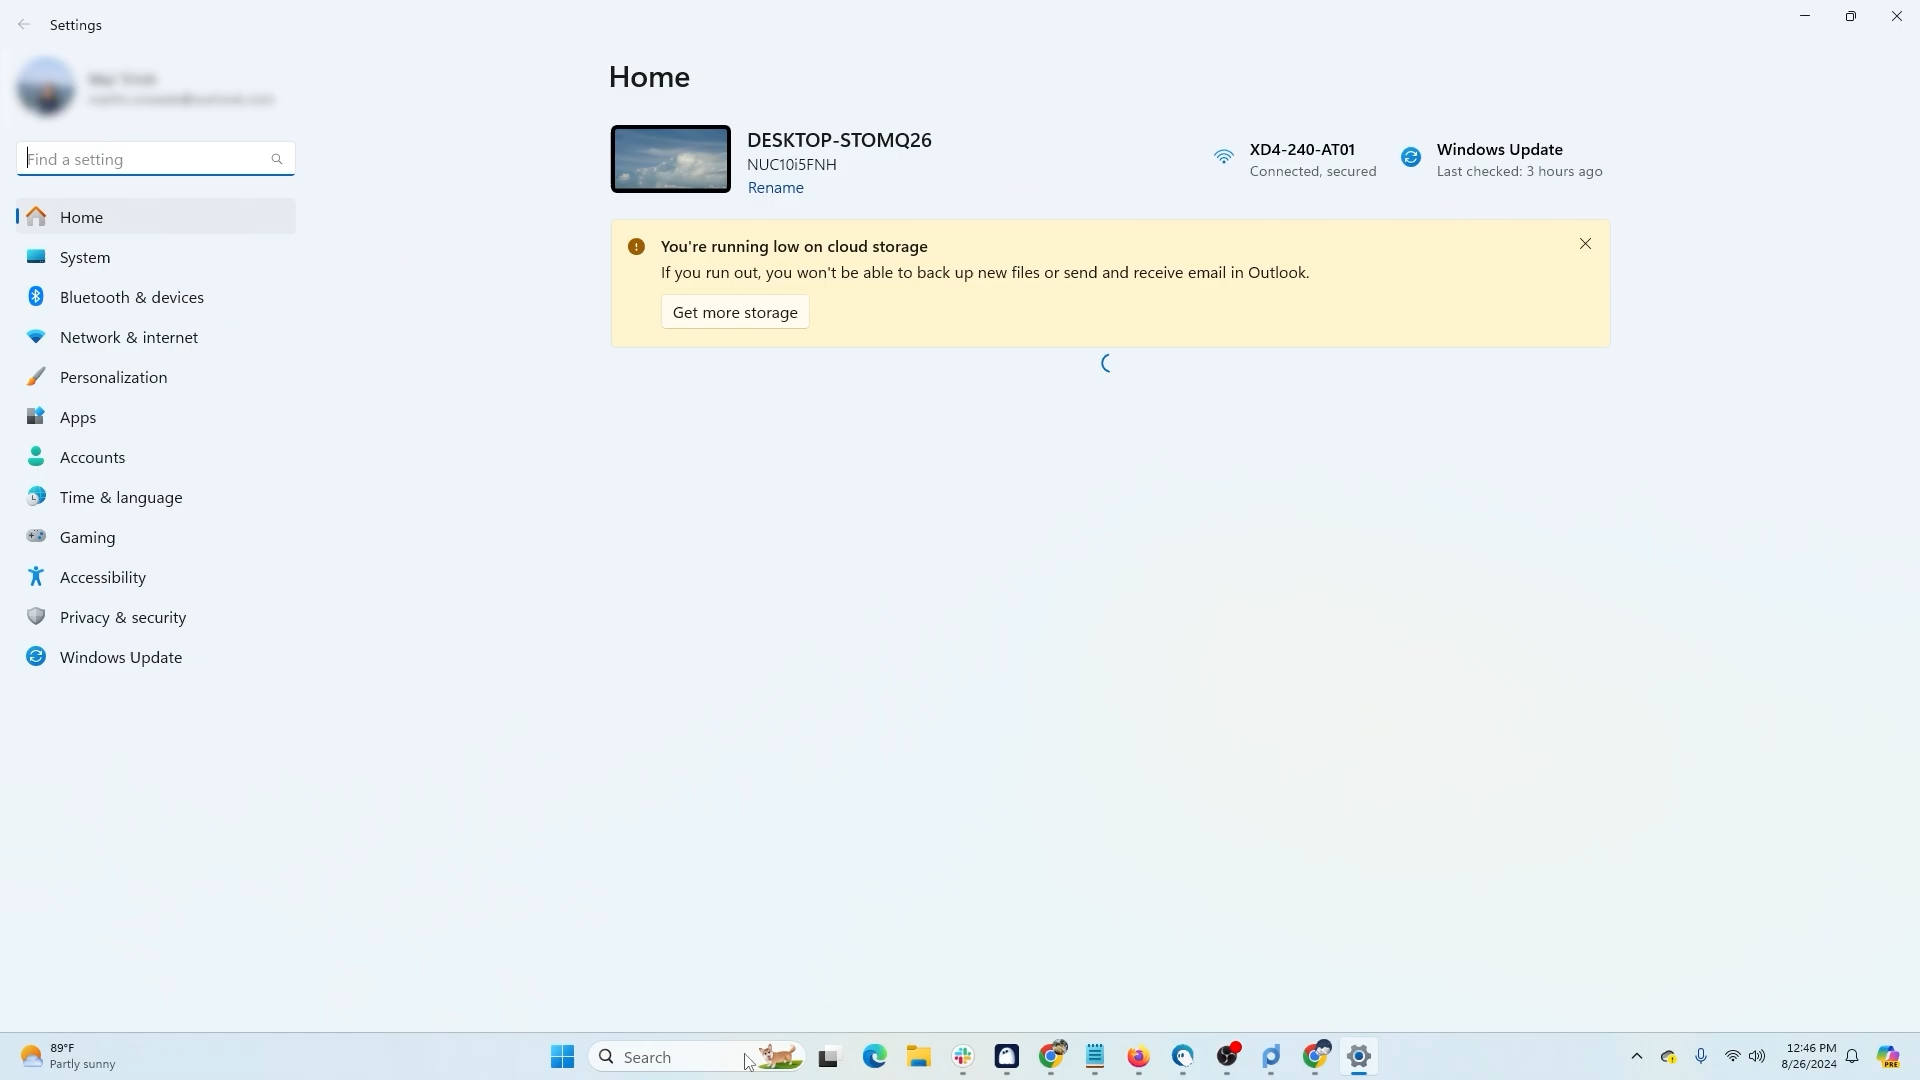 Settings
Find a setting
Home
System
Bluetooth & devices
Network & internet
Personalization
Apps
Accounts
Time & language
Gaming
Accessibility
Privacy & security
Windows Update
Home
DESKTOP-STOMQ26
NUC10i5FNH
Rename
XD4-240-AT01
Connected, secured
Windows Update
Last checked: 3 hours ago
You're running low on cloud storage
If you run out, you won't be able to back up new files or send and receive email in Outlook.
Get more storage
89°F
Partly sunny
Search
12:46 PM
8/26/2024
PRE